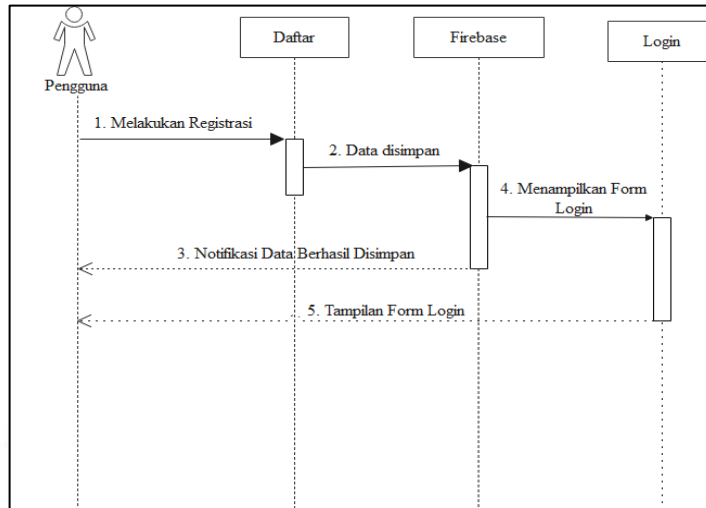 Pengguna
Daftar
Firebase
Login
1. Melakukan Registrasi
2. Data disimpan
4. Menampilkan Form
Login
3. Notifikasi Data Berhasil Disimpan
5. Tampilan Form Login